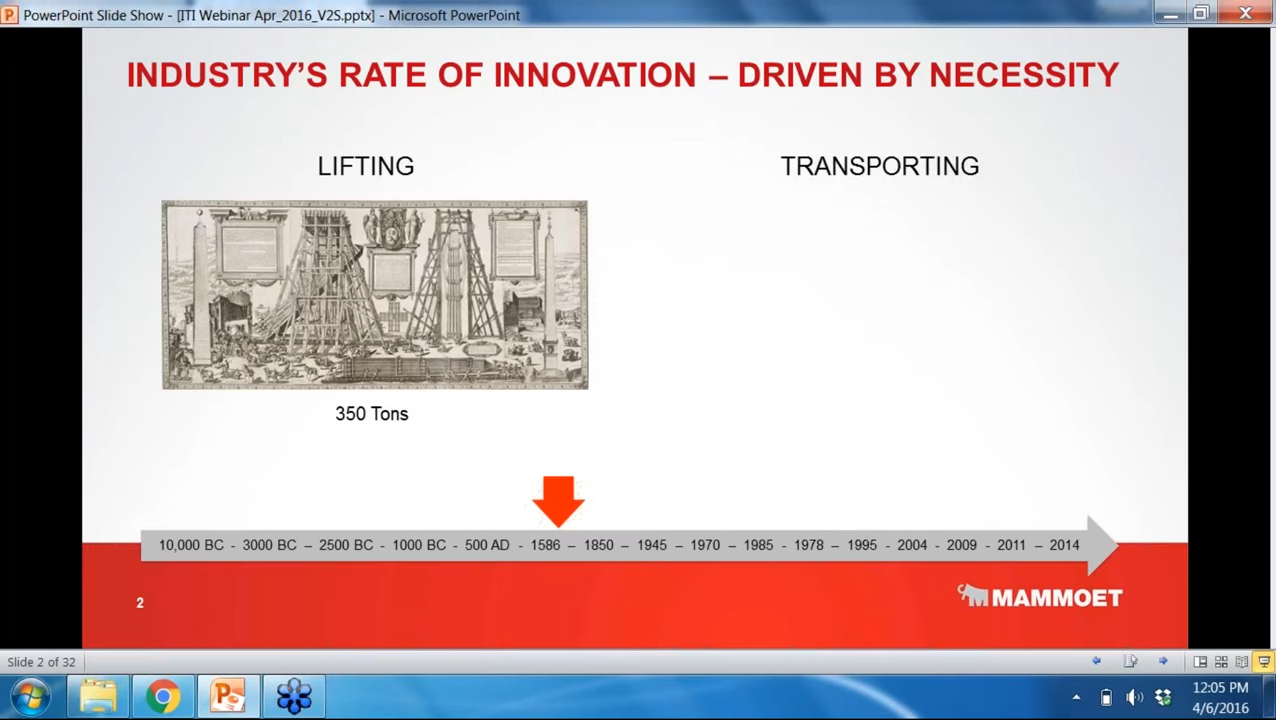 PowerPoint Slide Show - [ITI Webinar Apr_2016_V2S.pptx] - Microsoft PowerPoint
INDUSTRY'S RATE OF INNOVATION – DRIVEN BY NECESSITY
LIFTING
TRANSPORTING
350 Tons
10,000 BC - 3000 BC – 2500 BC - 1000 BC - 500 AD - 1586 – 1850 – 1945 – 1970 – 1985 - 1978 – 1995 - 2004 - 2009 - 2011 – 2014
2
MAMMOET
Slide 2 of 32
12:05 PM
4/6/2016